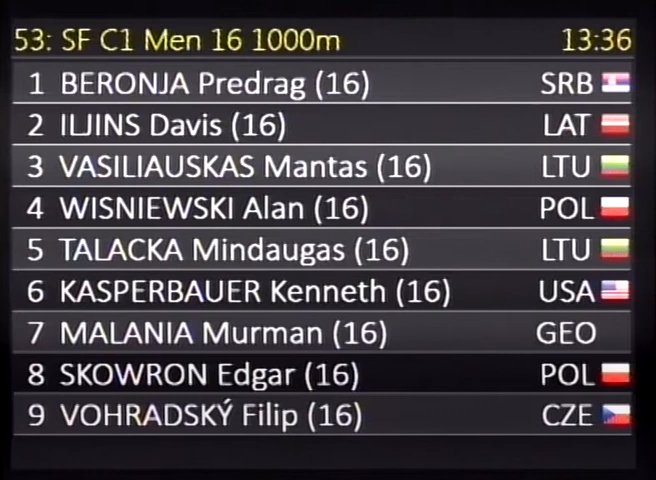 53: SF C1 Men 16 1000m 13:36
1 BERONJA Predrag (16) SRB
2 ILJINS Davis (16) LAT
3 VASILIAUSKAS Mantas (16) LTU
4 WISNIEWSKI Alan (16) POL
5 TALACKA Mindaugas (16) LTU
6 KASPERBAUER Kenneth (16) USA
7 MALANIA Murman (16) GEO
8 SKOWRON Edgar (16) POL
9 VOHRADSKÝ Filip (16) CZE